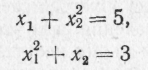 x₁ + x₂² = 5,
x₁² + x₂ = 3